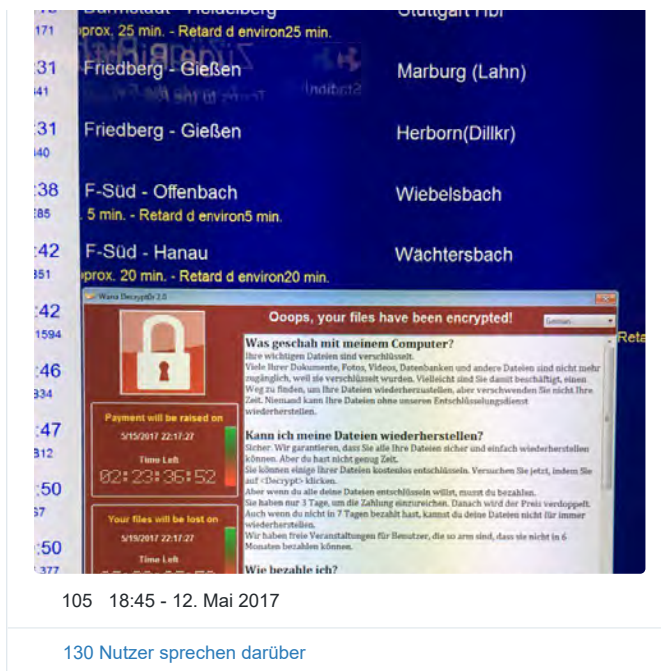 Darmstadt - Heidelberg Stuttgart Hbf
171 prox. 25 min. - Retard d environ25 min.
:31 Friedberg - Gießen Marburg (Lahn)
:31 Friedberg - Gießen Herborn(Dillkr)
:38 F-Süd - Offenbach Wiebelsbach
. 5 min. - Retard d environ5 min.
:42 F-Süd - Hanau Wächtersbach
351 prox. 20 min. - Retard d environ20 min.
Wana Decrypt0r 2.0
:42
Ooops, your files have been encrypted! German
1594
Reta
:46
:47
:50
:50
377
Payment will be raised on
5/15/2017 22:17:27
Time Left
02:23:36:52
Your files will be lost on
5/19/2017 22:17:27
Time Left
Was geschah mit meinem Computer?
Ihre wichtigen Dateien sind verschlüsselt.
Viele Ihrer Dokumente, Fotos, Videos, Datenbanken und andere Dateien sind nicht mehr
zugänglich, weil sie verschlüsselt wurden. Vielleicht sind Sie damit beschäftigt, einen
Weg zu finden, um Ihre Dateien wiederherzustellen, aber verschwenden Sie nicht Ihre
Zeit. Niemand kann Ihre Dateien ohne unseren Entschlüsselungsdienst
wiederherstellen.
Kann ich meine Dateien wiederherstellen?
Sicher. Wir garantieren, dass Sie alle Ihre Dateien sicher und einfach wiederherstellen
können. Aber du hast nicht genug Zeit.
Sie können einige Ihrer Dateien kostenlos entschlüsseln. Versuchen Sie jetzt, indem Sie
auf <Decrypt> klicken.
Aber wenn du alle deine Dateien entschlüsseln willst, musst du bezahlen.
Sie haben nur 3 Tage, um die Zahlung einzureichen. Danach wird der Preis verdoppelt.
Auch wenn du nicht in 7 Tagen bezahlt hast, kannst du deine Dateien nicht für immer
wiederherstellen.
Wir haben freie Veranstaltungen für Benutzer, die so arm sind, dass sie nicht in 6
Monaten bezahlen können.
Wie bezahle ich?
105 18:45 - 12. Mai 2017
130 Nutzer sprechen darüber